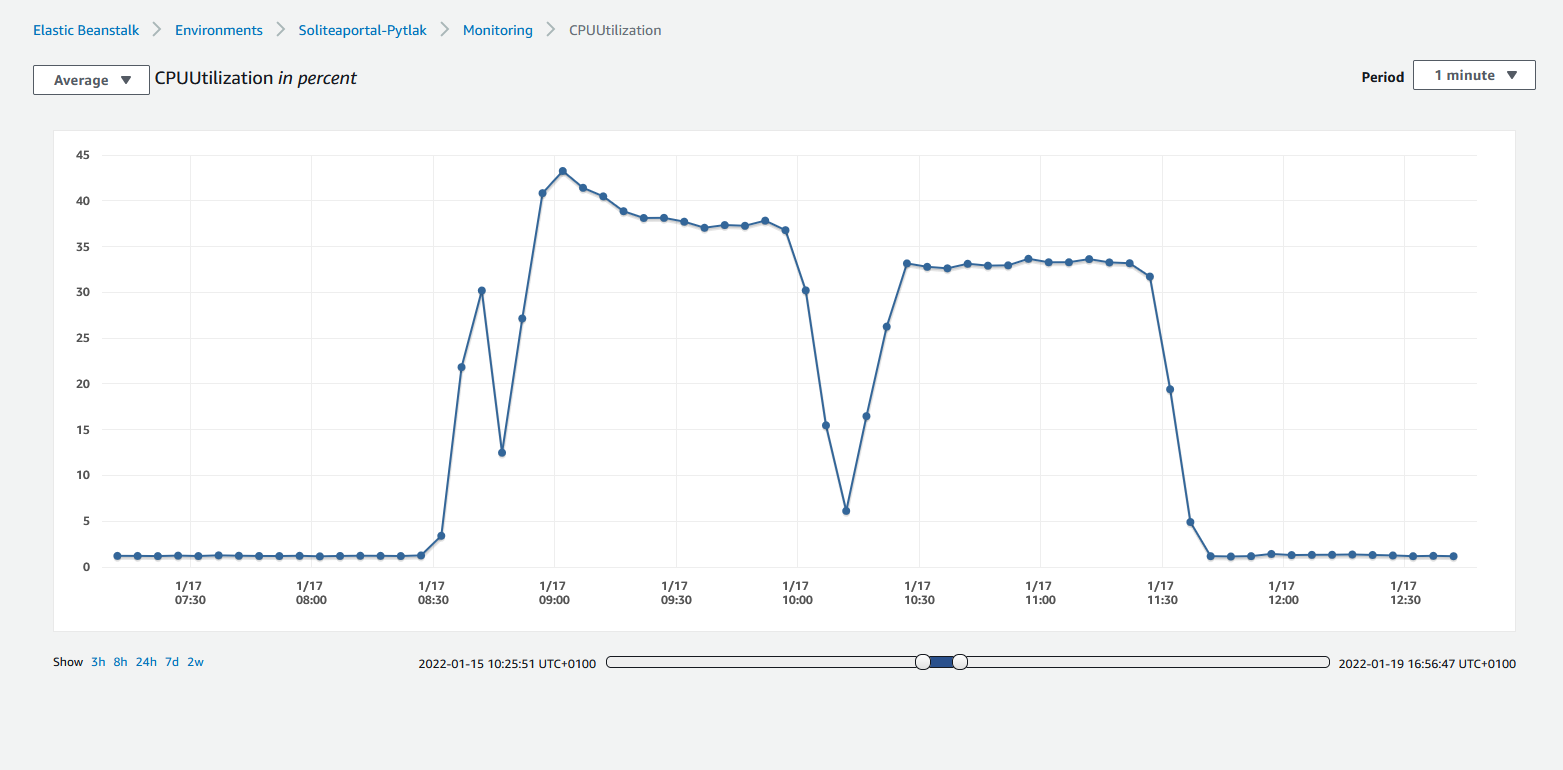 Elastic Beanstalk > Environments > Soliteaportal-Pytlak > Monitoring > CPUUtilization
Average ▼ CPUUtilization in percent
Period 1 minute ▼
45
40
35
30
25
20
15
10
5
0
1/17 1/17 1/17 1/17 1/17 1/17 1/17 1/17 1/17 1/17 1/17
07:30 08:00 08:30 09:00 09:30 10:00 10:30 11:00 11:30 12:00 12:30
Show 3h 8h 24h 7d 2w
2022-01-15 10:25:51 UTC+0100
2022-01-19 16:56:47 UTC+0100